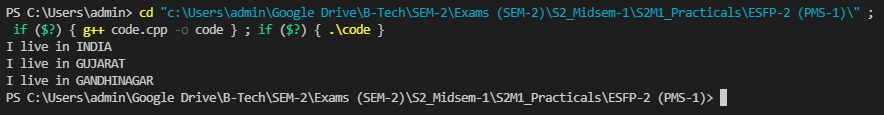 PS C:\Users\admin> cd "c:\Users\admin\Google Drive\B-Tech\SEM-2\Exams (SEM-2)\S2_Midsem-1\S2M1_Practicals\ESFP-2 (PMS-1)\" ;
if ($?) { g++ code.cpp -o code } ; if ($?) { .\code }
I live in INDIA
I live in GUJARAT
I live in GANDHINAGAR
PS C:\Users\admin\Google Drive\B-Tech\SEM-2\Exams (SEM-2)\S2_Midsem-1\S2M1_Practicals\ESFP-2 (PMS-1)>